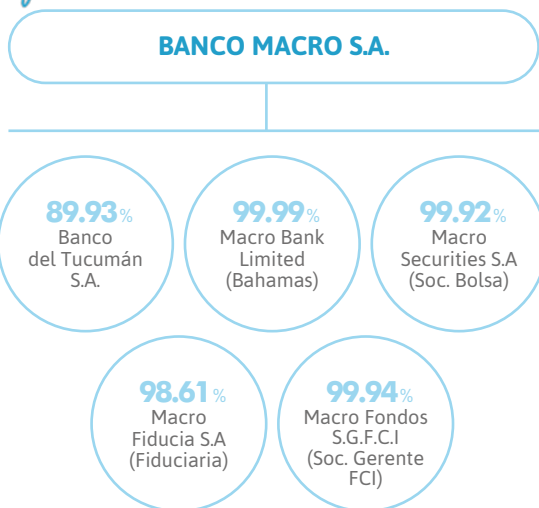 BANCO MACRO S.A.
89.93%
Banco
del Tucumán
S.A.
99.99%
Macro Bank
Limited
(Bahamas)
99.92%
Macro
Securities S.A
(Soc. Bolsa)
98.61%
Macro
Fiducia S.A
(Fiduciaria)
99.94%
Macro Fondos
S.G.F.C.I
(Soc. Gerente
FCI)